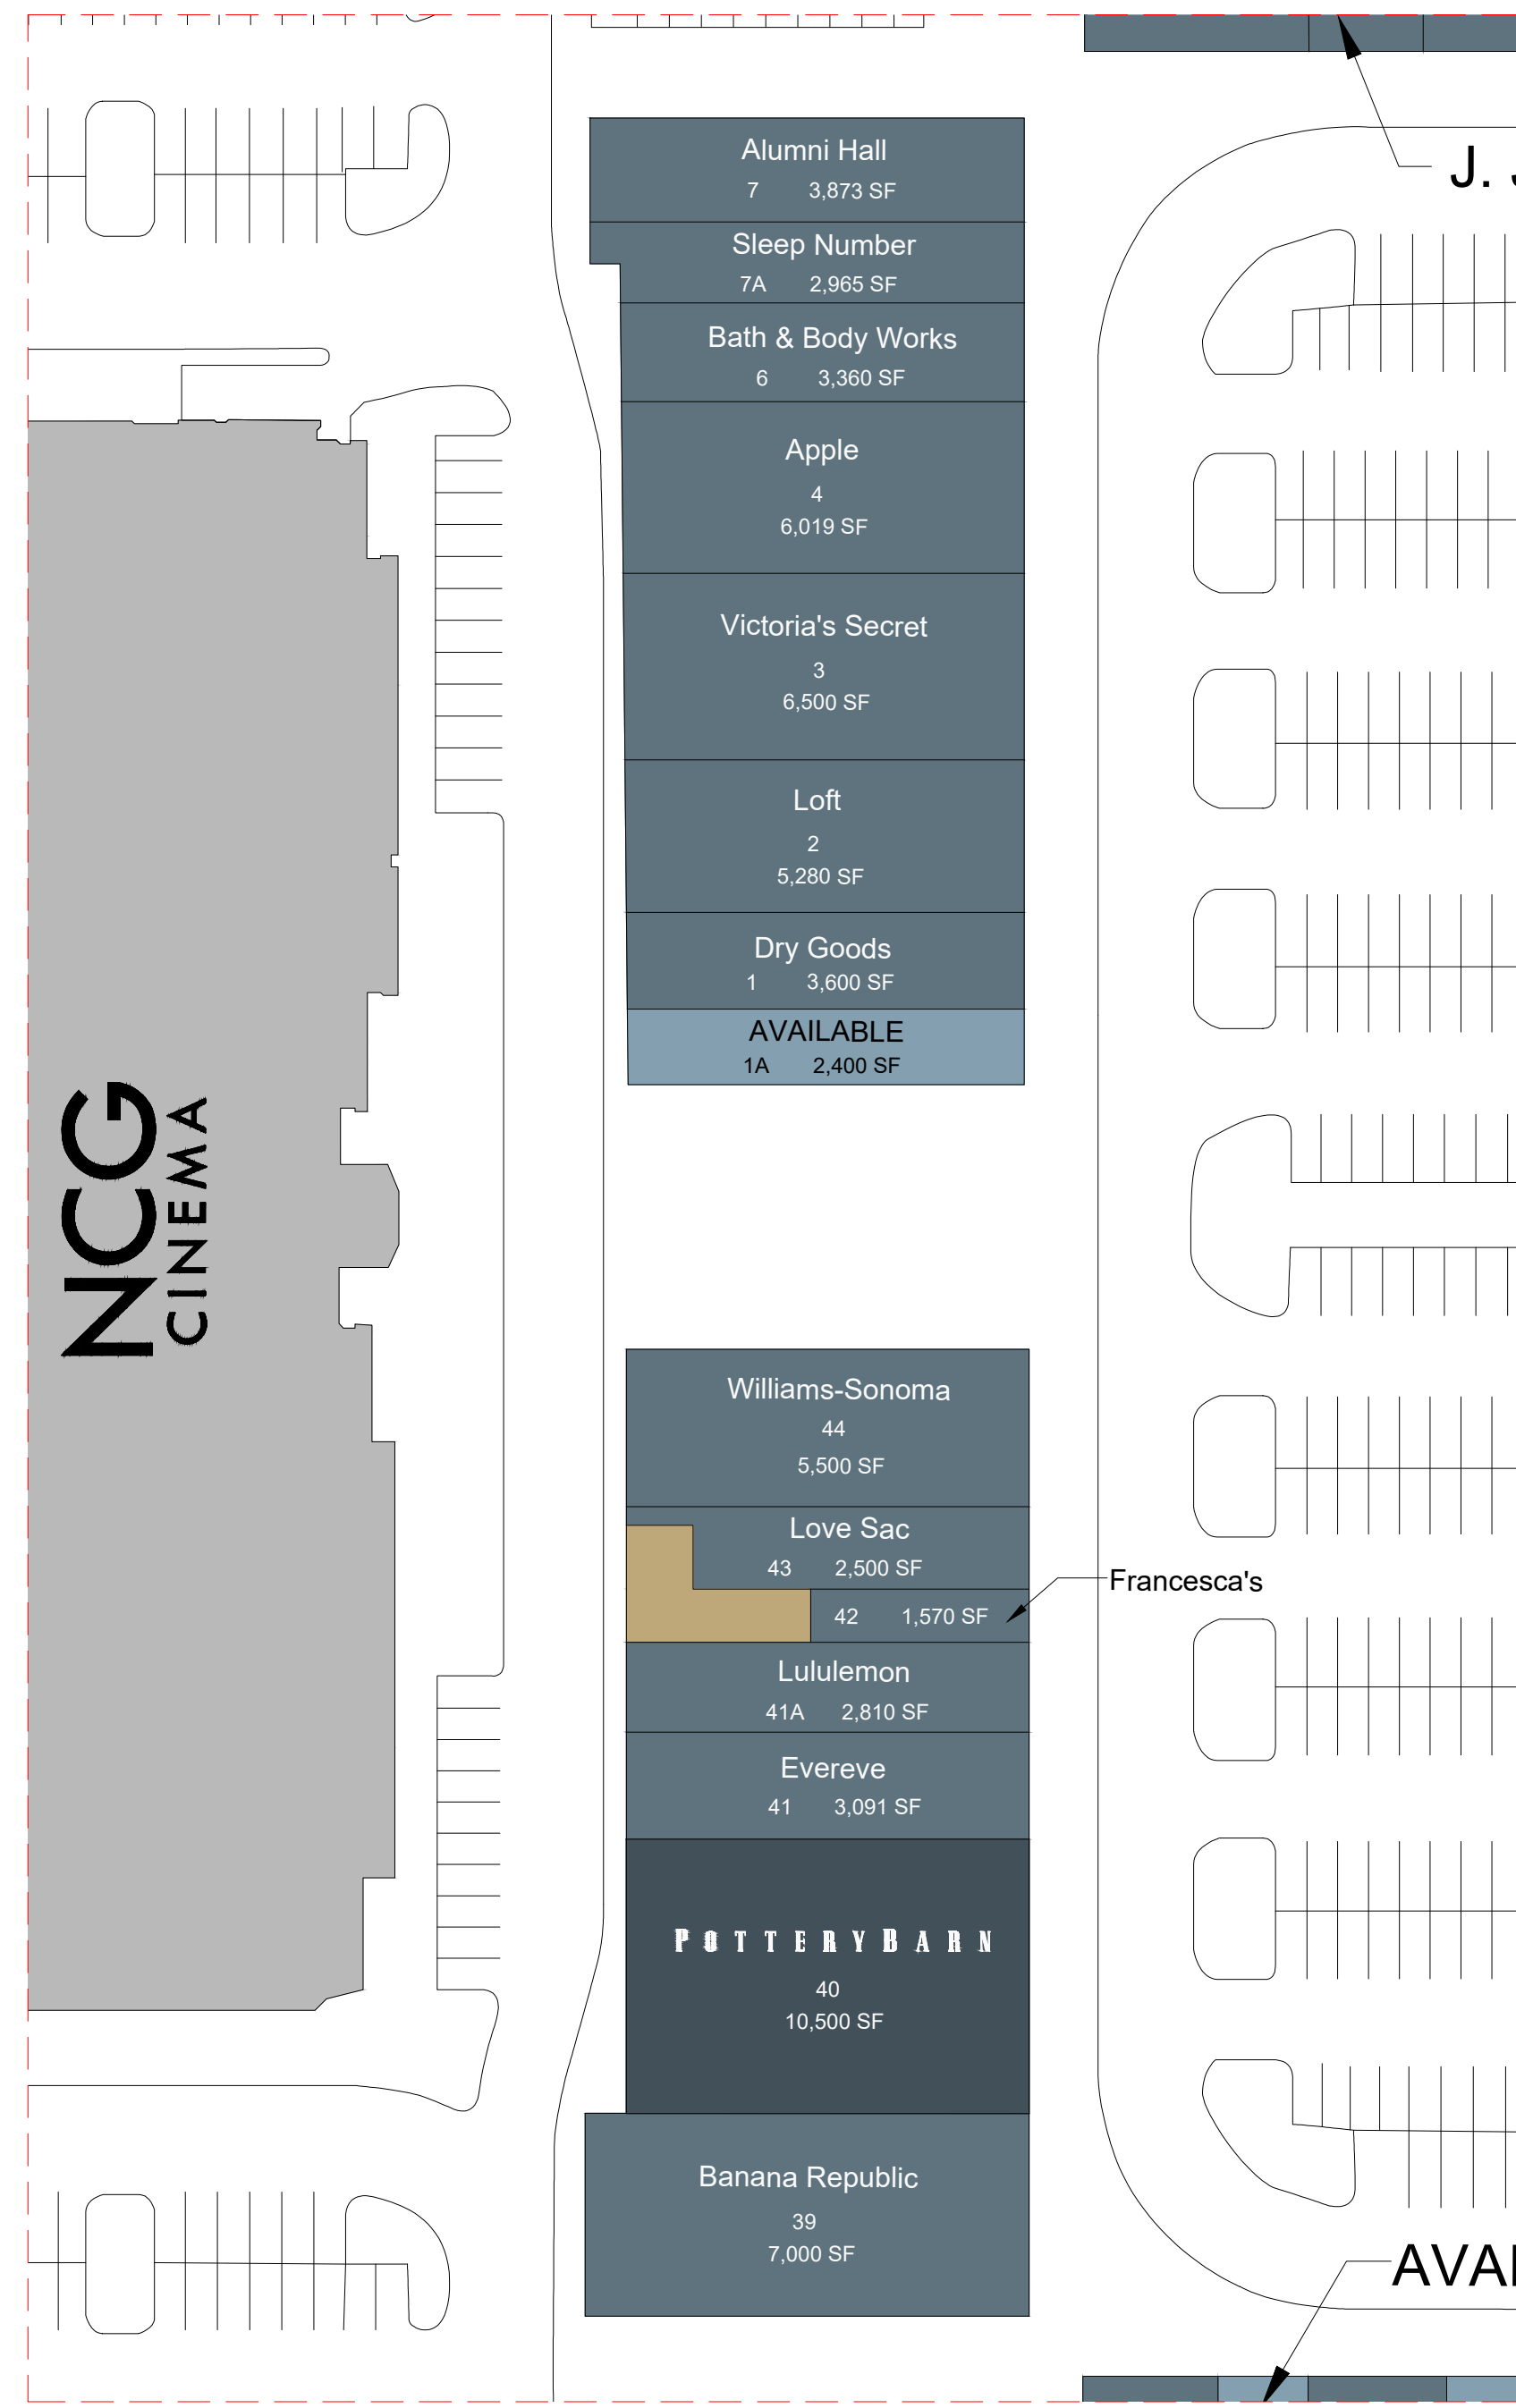 J.
Alumni Hall
7 3,873 SF
Sleep Number
7A 2,965 SF
Bath & Body Works
6 3,360 SF
Apple
4
6,019 SF
Victoria's Secret
3
6,500 SF
Loft
2
5,280 SF
Dry Goods
1 3,600 SF
AVAILABLE
1A 2,400 SF
NCG
CINEMA
Williams-Sonoma
44
5,500 SF
Love Sac
43 2,500 SF
Francesca's
42 1,570 SF
Lululemon
41A 2,810 SF
Evereve
41 3,091 SF
POTTERY BARN
40
10,500 SF
Banana Republic
39
7,000 SF